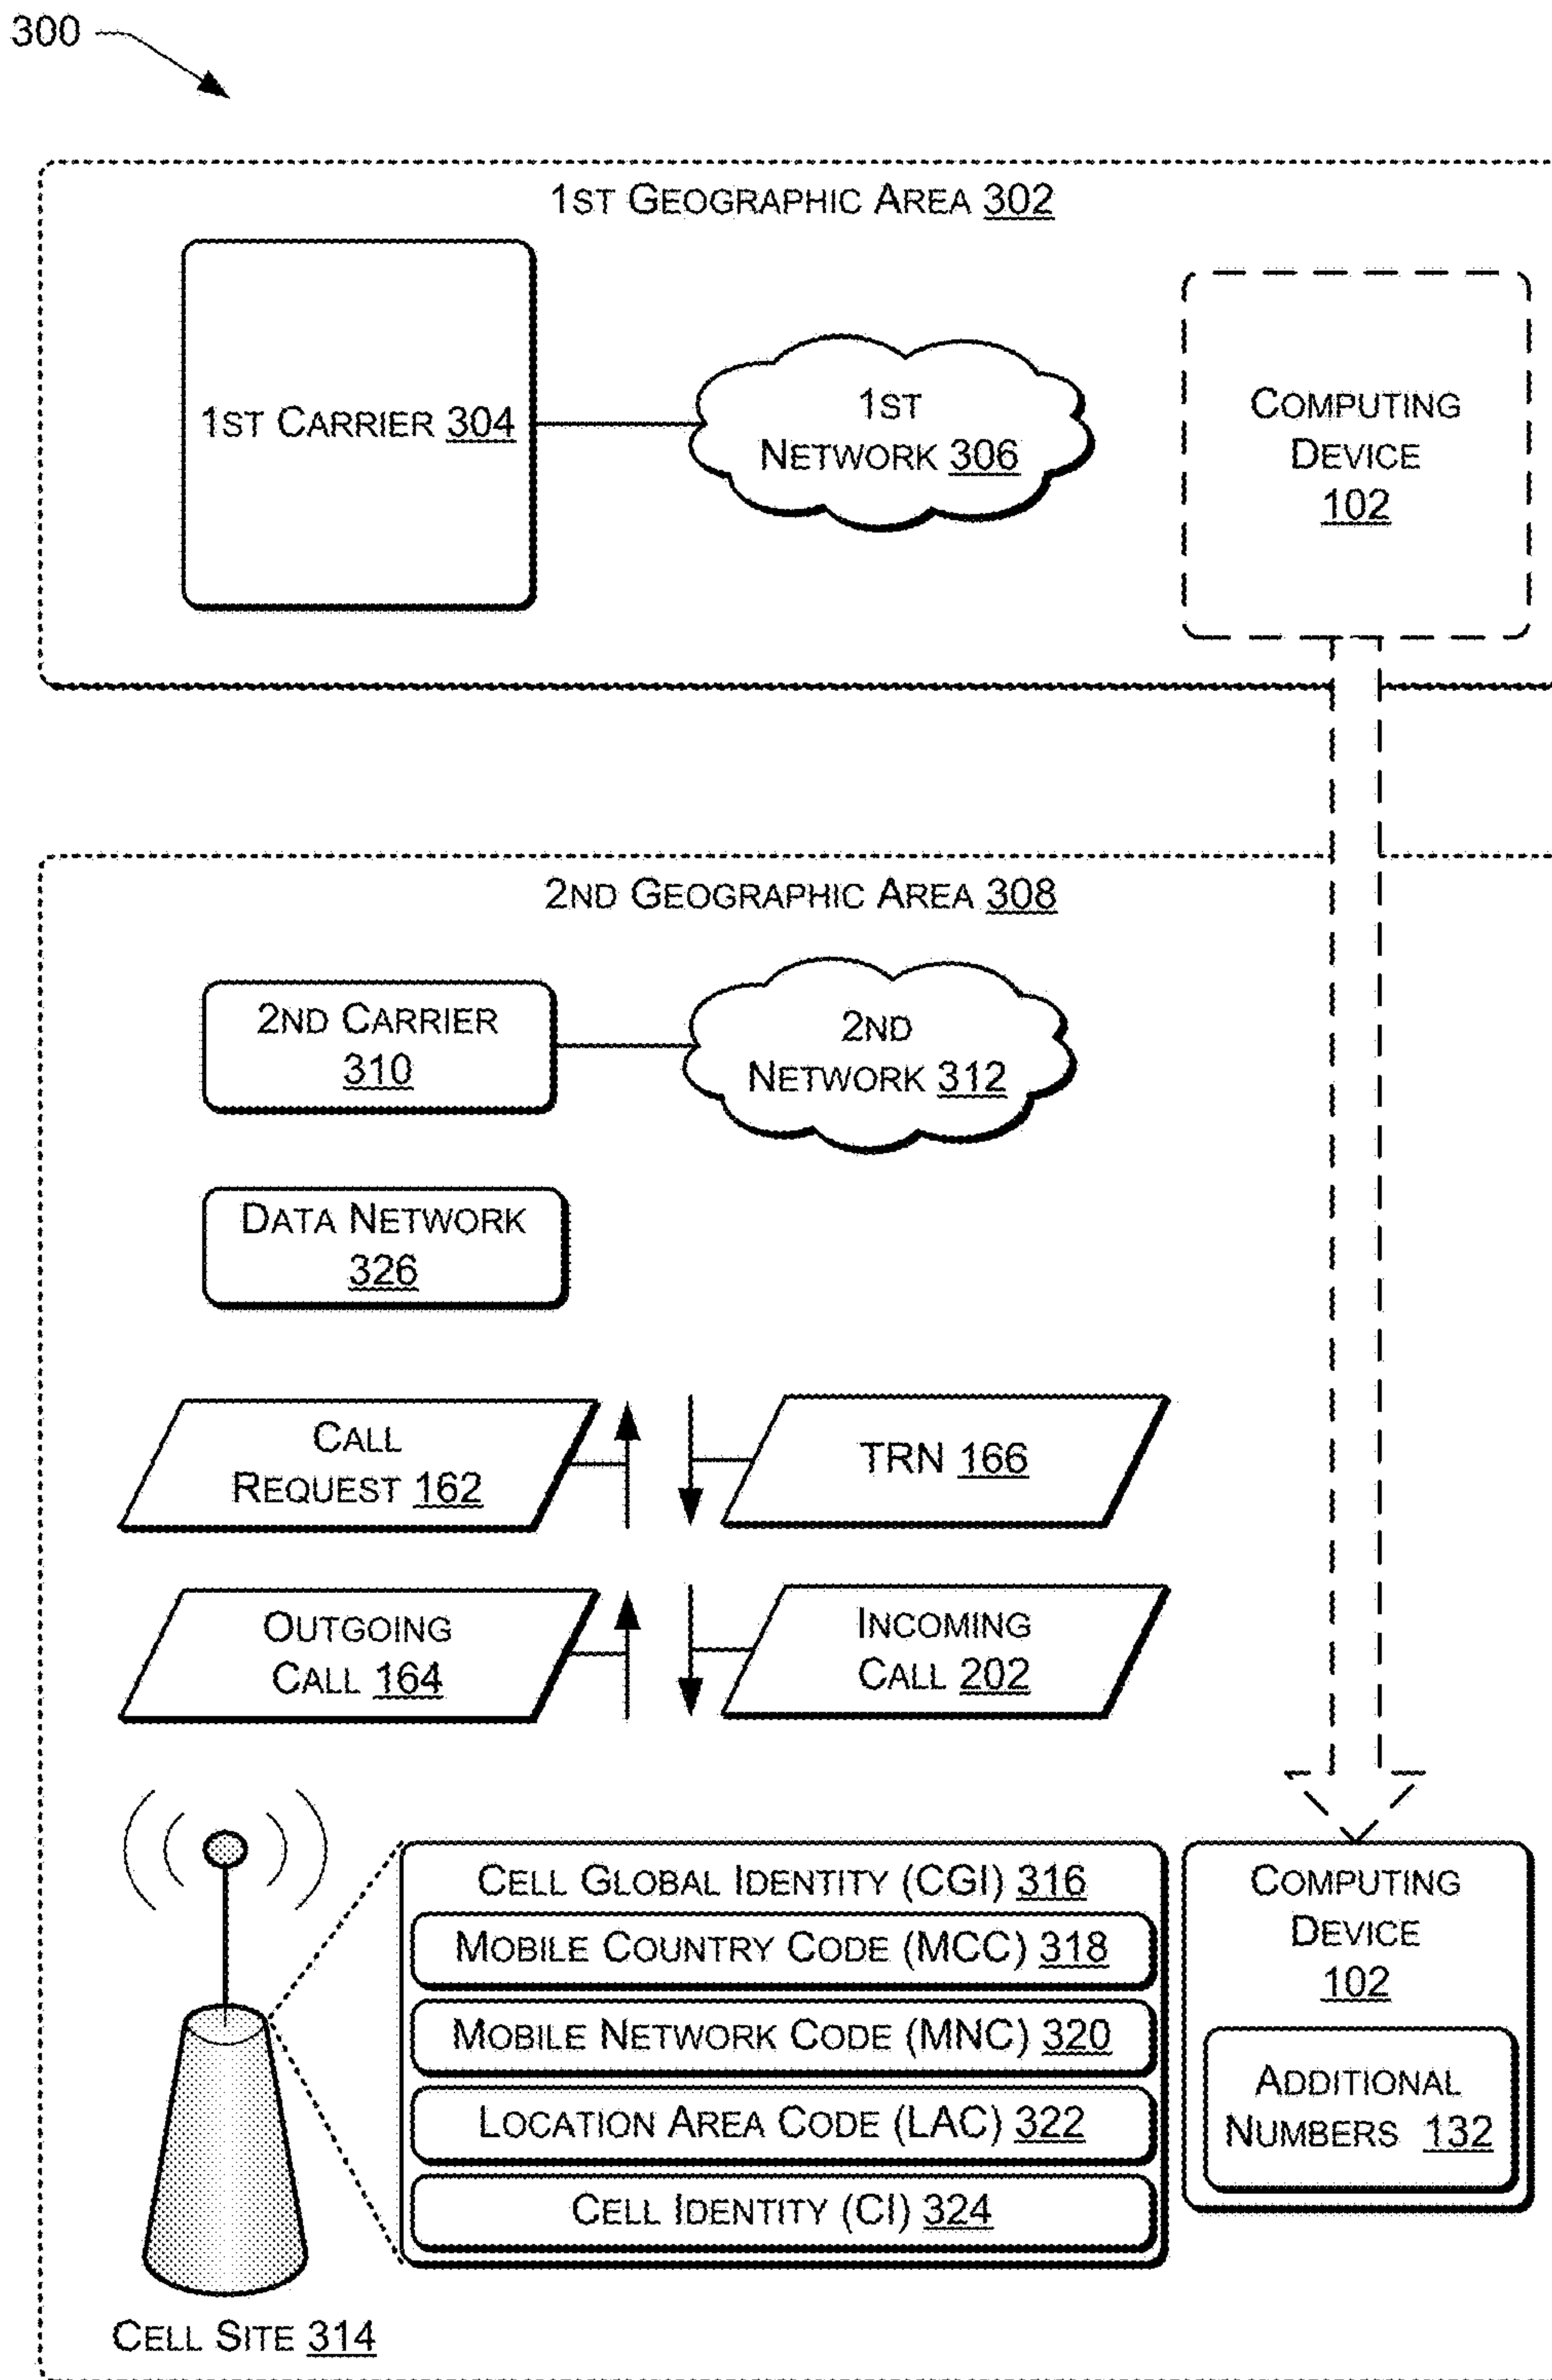 300
1ST GEOGRAPHIC AREA 302
1ST CARRIER 304
1ST
NETWORK 306
COMPUTING
DEVICE
102
2ND GEOGRAPHIC AREA 308
2ND CARRIER
310
2ND
NETWORK 312
DATA NETWORK
326
CALL
REQUEST 162
TRN 166
OUTGOING
CALL 164
INCOMING
CALL 202
CELL GLOBAL IDENTITY (CGI) 316
MOBILE COUNTRY CODE (MCC) 318
MOBILE NETWORK CODE (MNC) 320
LOCATION AREA CODE (LAC) 322
CELL IDENTITY (CI) 324
COMPUTING
DEVICE
102
ADDITIONAL
NUMBERS 132
CELL SITE 314